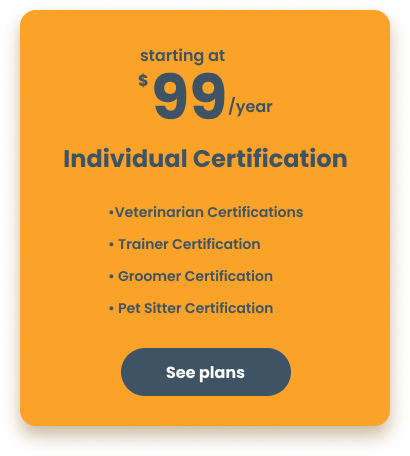 starting at
$99/year
Individual Certification
•Veterinarian Certifications
• Trainer Certification
• Groomer Certification
• Pet Sitter Certification
See plans